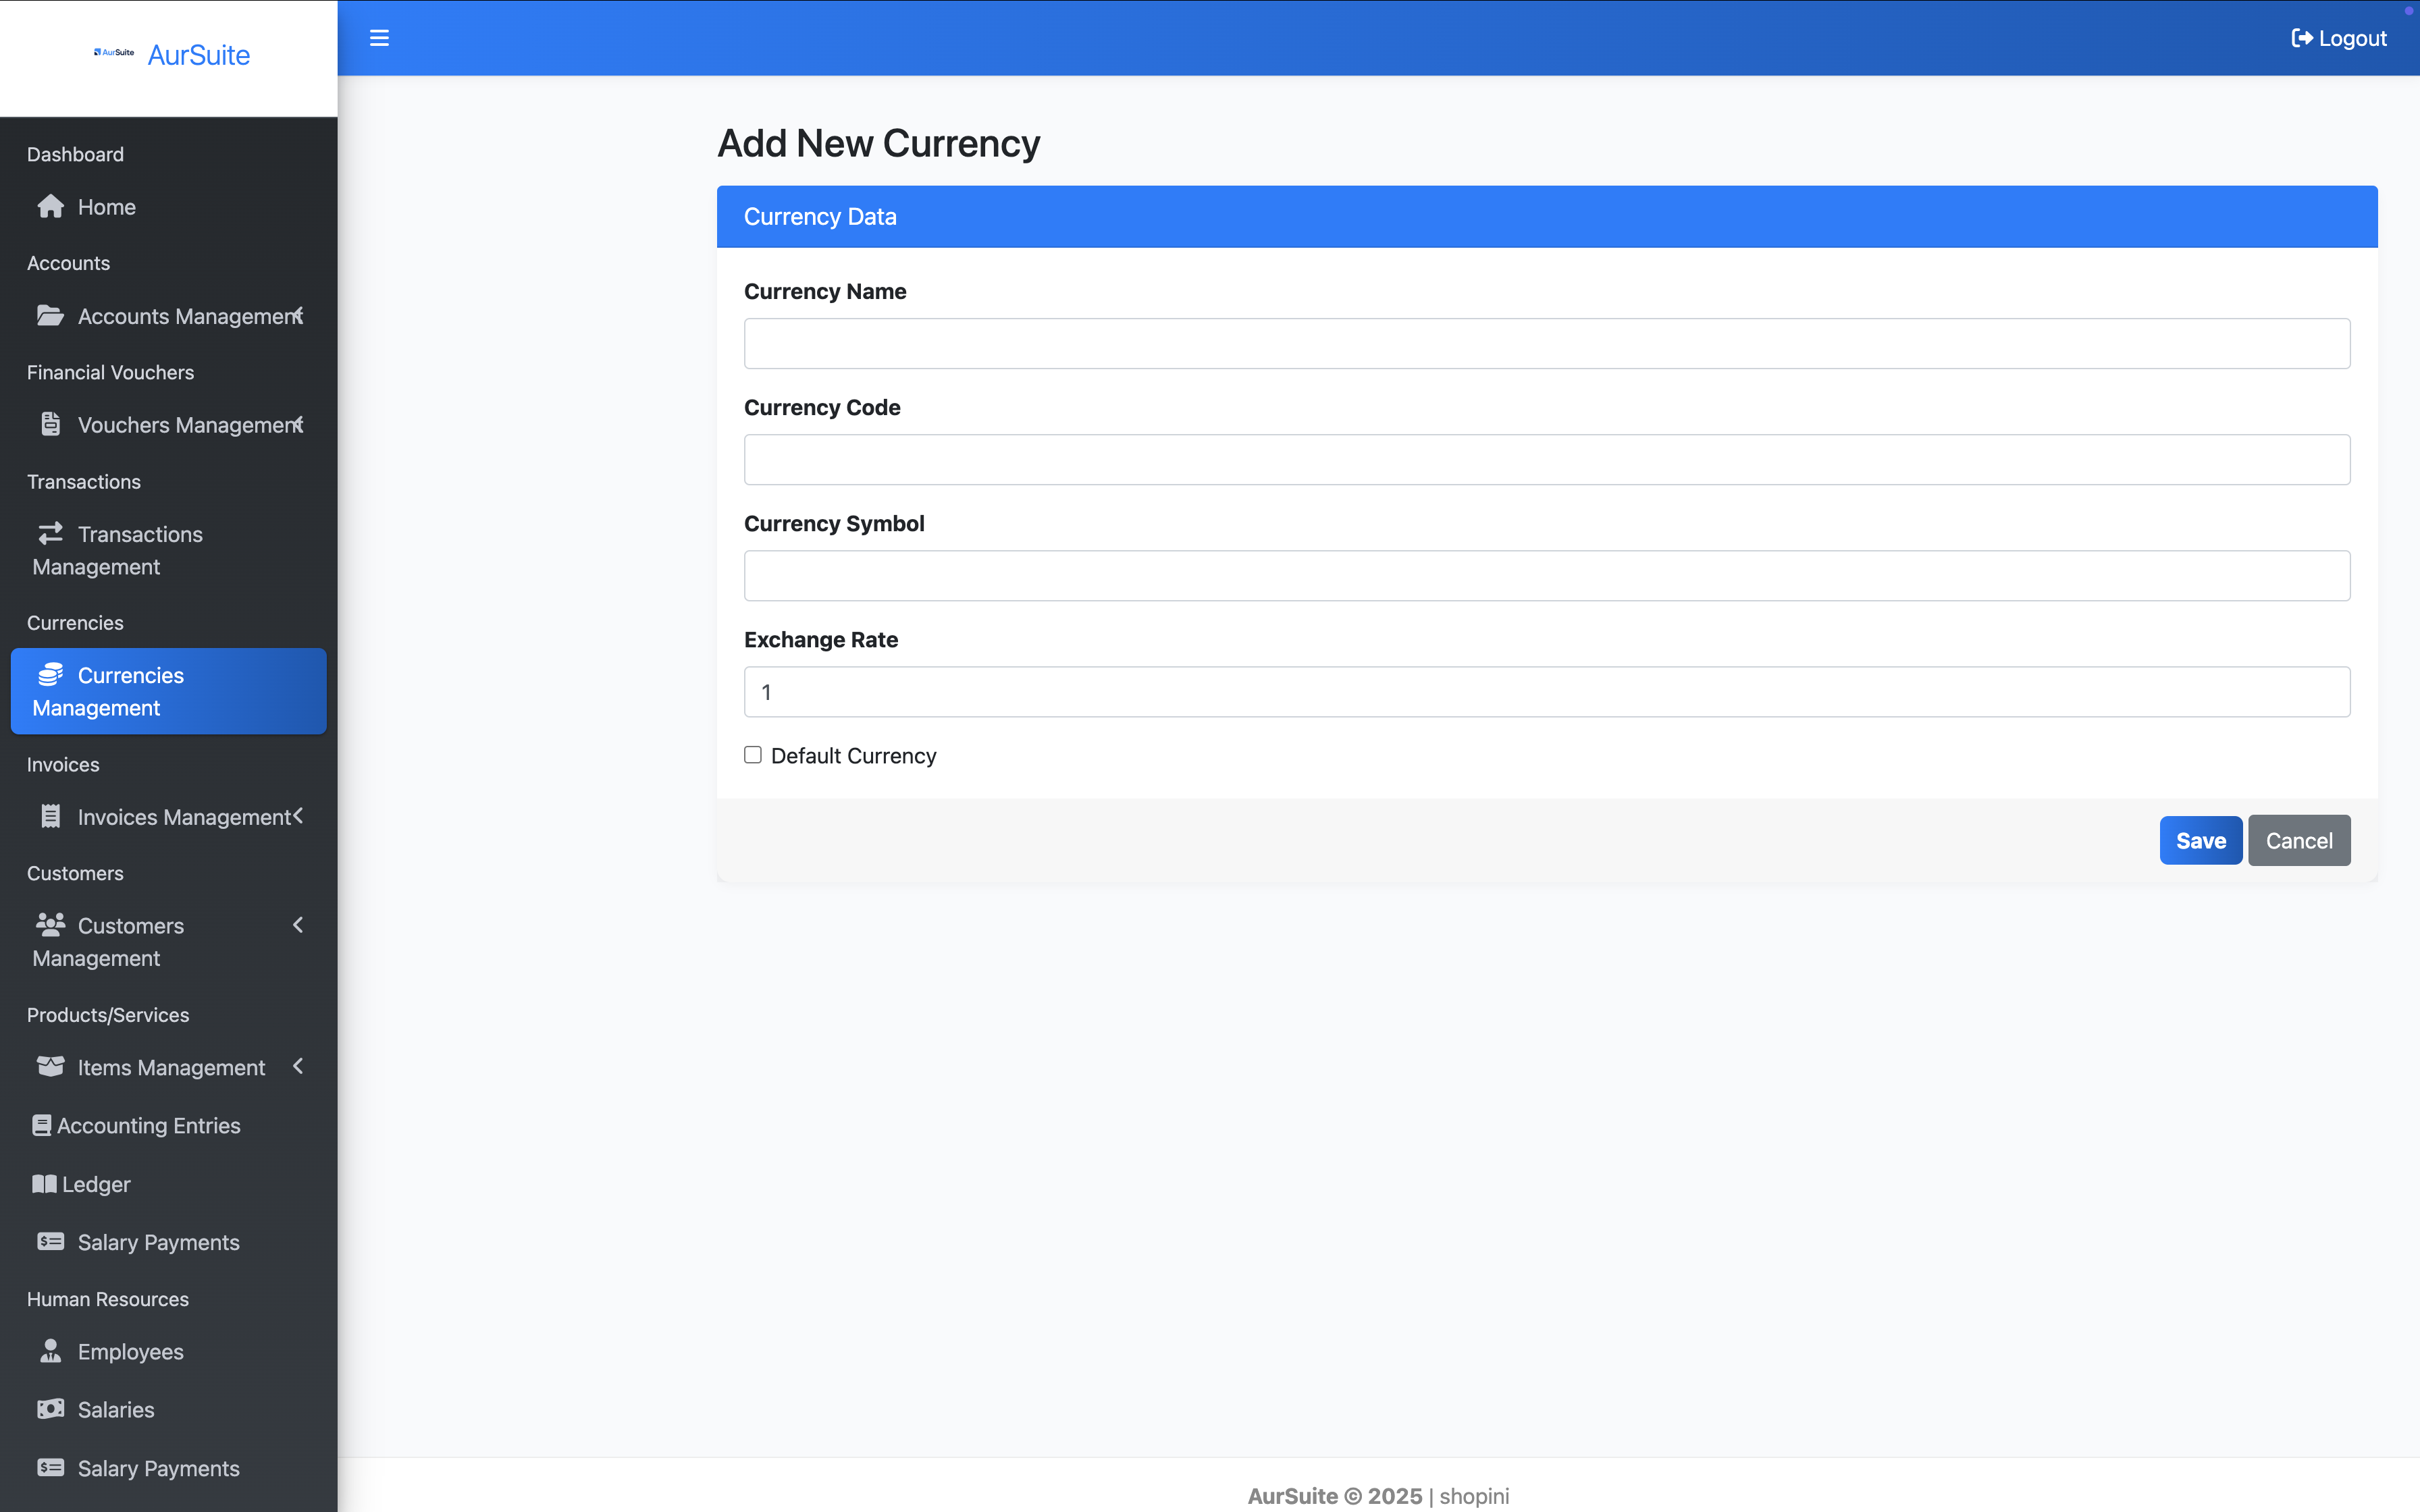 AurSuite AurSuite
Logout
Dashboard
Home
Accounts
Accounts Management
Financial Vouchers
Vouchers Management
Transactions
Transactions
Management
Currencies
Currencies
Management
Invoices
Invoices Management
Customers
Customers
Management
Products/Services
Items Management
Accounting Entries
Ledger
Salary Payments
Human Resources
Employees
Salaries
Salary Payments
Add New Currency
Currency Data
Currency Name
Currency Code
Currency Symbol
Exchange Rate
1
Default Currency
Save Cancel
AurSuite © 2025 | shopini